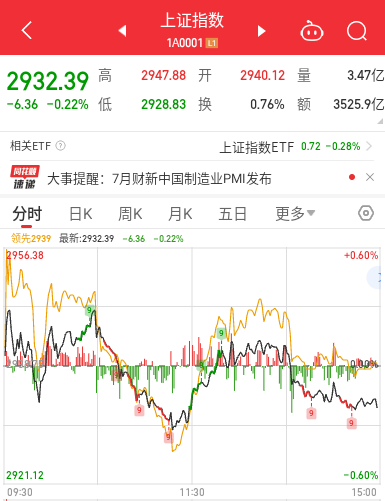 上证指数
1A0001 L1
2932.39 高 2947.88 开 2940.12 量 3.47亿
-6.36 -0.22% 低 2928.83 换 0.76% 额 3525.9亿
相关ETF ? 上证指数ETF 0.72 -0.28%
同花顺
速递 大事提醒：7月财新中国制造业PMI发布
分时 日K 周K 月K 五日 更多
领先2939 最新:2932.39 -6.36 -0.22%
2956.38 +0.60%
9
9
0.00%
9
9
9
9
9
2921.12 -0.60%
09:30 11:30 15:00